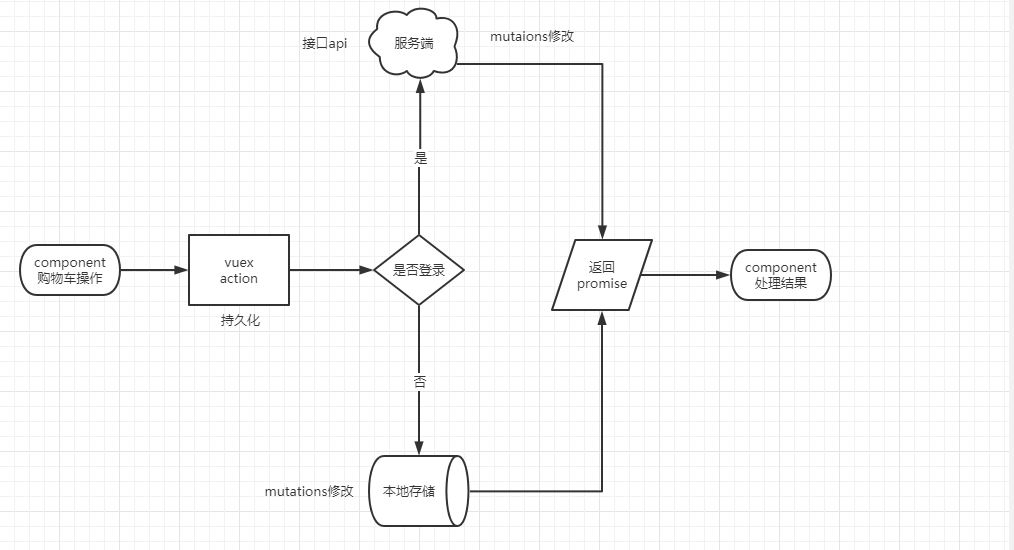 接口api
服务端
mutaions修改
是
component
购物车操作
vuex
action
持久化
是否登录
返回
promise
component
处理结果
否
mutations修改
本地存储